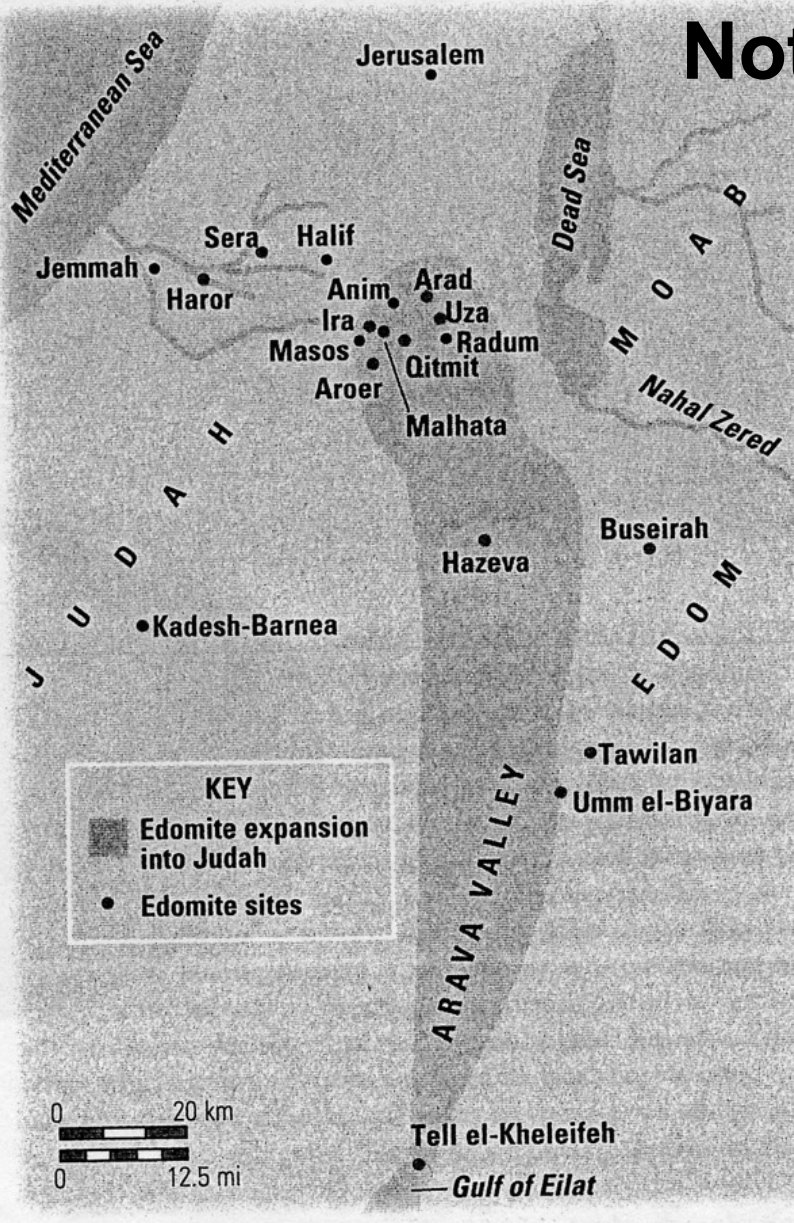 Not
Mediterranean Sea
Jerusalem
Dead Sea
M O A B
Sera
Halif
Jemmah
Haror
Anim
Arad
Uza
Ira
Radum
Masos
Qitmit
Aroer
Malhata
Nahal Zered
J U D A H
Hazeva
Buseirah
E D O M
Kadesh-Barnea
Tawilan
Umm el-Biyara
KEY
Edomite expansion
into Judah
Edomite sites
ARAVA VALLEY
0 20 km
0 12.5 mi
Tell el-Kheleifeh
Gulf of Eilat